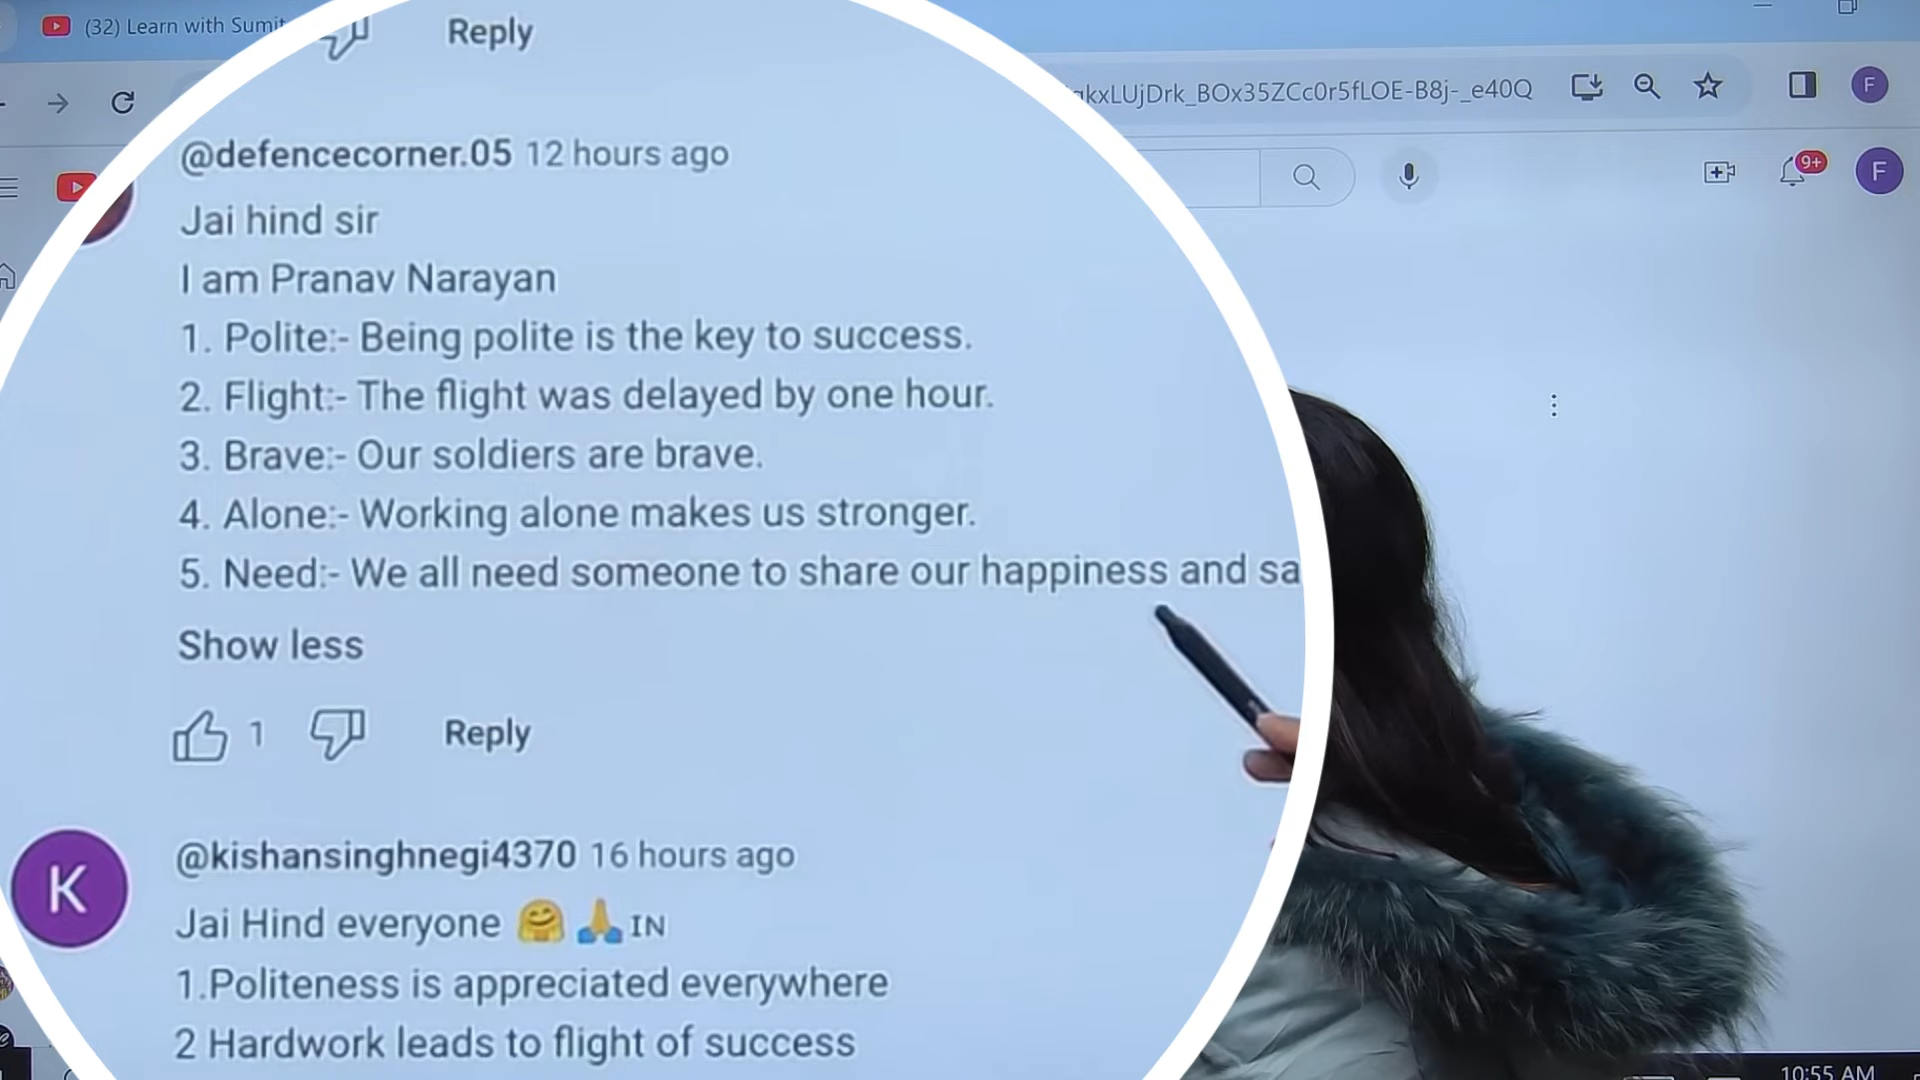 (32) Learn with Sumit
Reply
kxLUjDrk_BOx35ZCc0r5fLOE-B8j-_e40Q
F
@defencecorner.05 12 hours ago
9+
F
Jai hind sir
I am Pranav Narayan
1. Polite:- Being polite is the key to success.
2. Flight:- The flight was delayed by one hour.
3. Brave:- Our soldiers are brave.
4. Alone:- Working alone makes us stronger.
5. Need:- We all need someone to share our happiness and sa
Show less
1
Reply
K
@kishansinghnegi4370 16 hours ago
Jai Hind everyone 🤗🙏IN
1.Politeness is appreciated everywhere
2 Hardwork leads to flight of success
10:55 AM